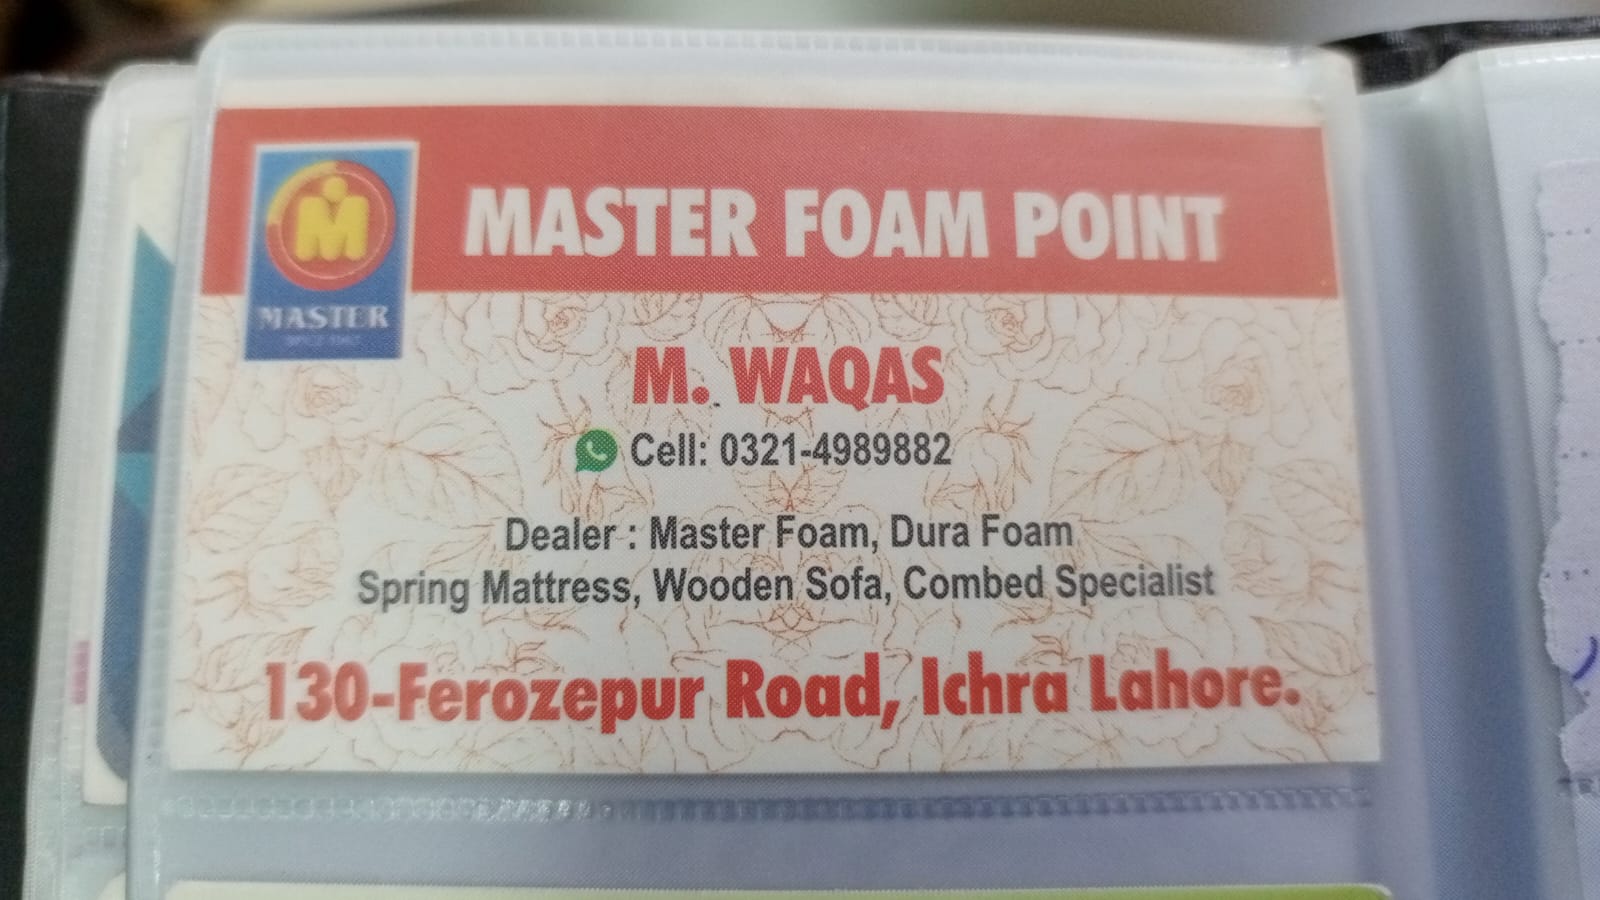 MASTER FOAM POINT
MASTER
M. WAQAS
Cell: 0321-4989882
Dealer : Master Foam, Dura Foam
Spring Mattress, Wooden Sofa, Combed Specialist
130-Ferozepur Road, Ichra Lahore.